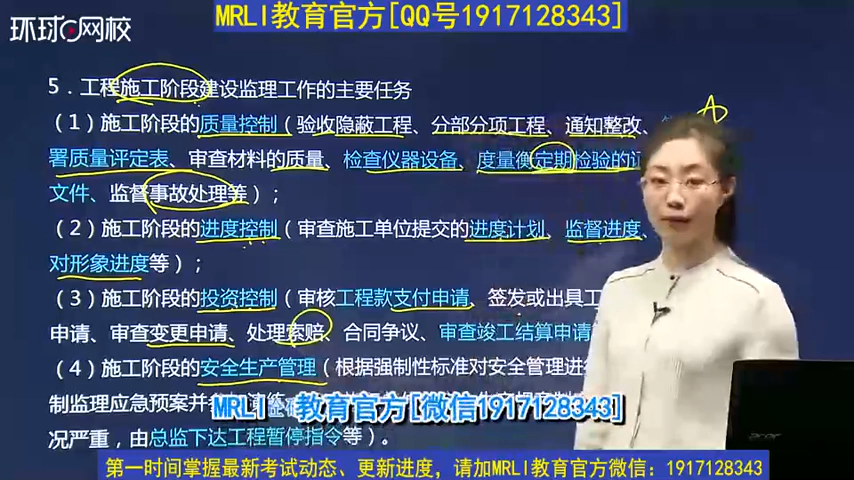 MRLI教育官方[QQ号1917128343]
环球网校
5．工程施工阶段建设监理工作的主要任务
（1）施工阶段的质量控制（验收隐蔽工程、分部分项工程、通知整改、
署质量评定表、审查材料的质量、检查仪器设备、度量衡定期检验的证
文件、监督事故处理等）；
（2）施工阶段的进度控制（审查施工单位提交的进度计划、监督进度、
对形象进度等）；
（3）施工阶段的投资控制（审核工程款支付申请、签发或出具工
申请、审查变更申请、处理索赔、合同争议、审查竣工结算申请
（4）施工阶段的安全生产管理（根据强制性标准对安全管理进
制监理应急预案并
MRLI 教育官方[微信1917128343]
况严重，由总监下达工程暂停指令等）。
acer
第一时间掌握最新考试动态、更新进度，请加MRLI教育官方微信：1917128343